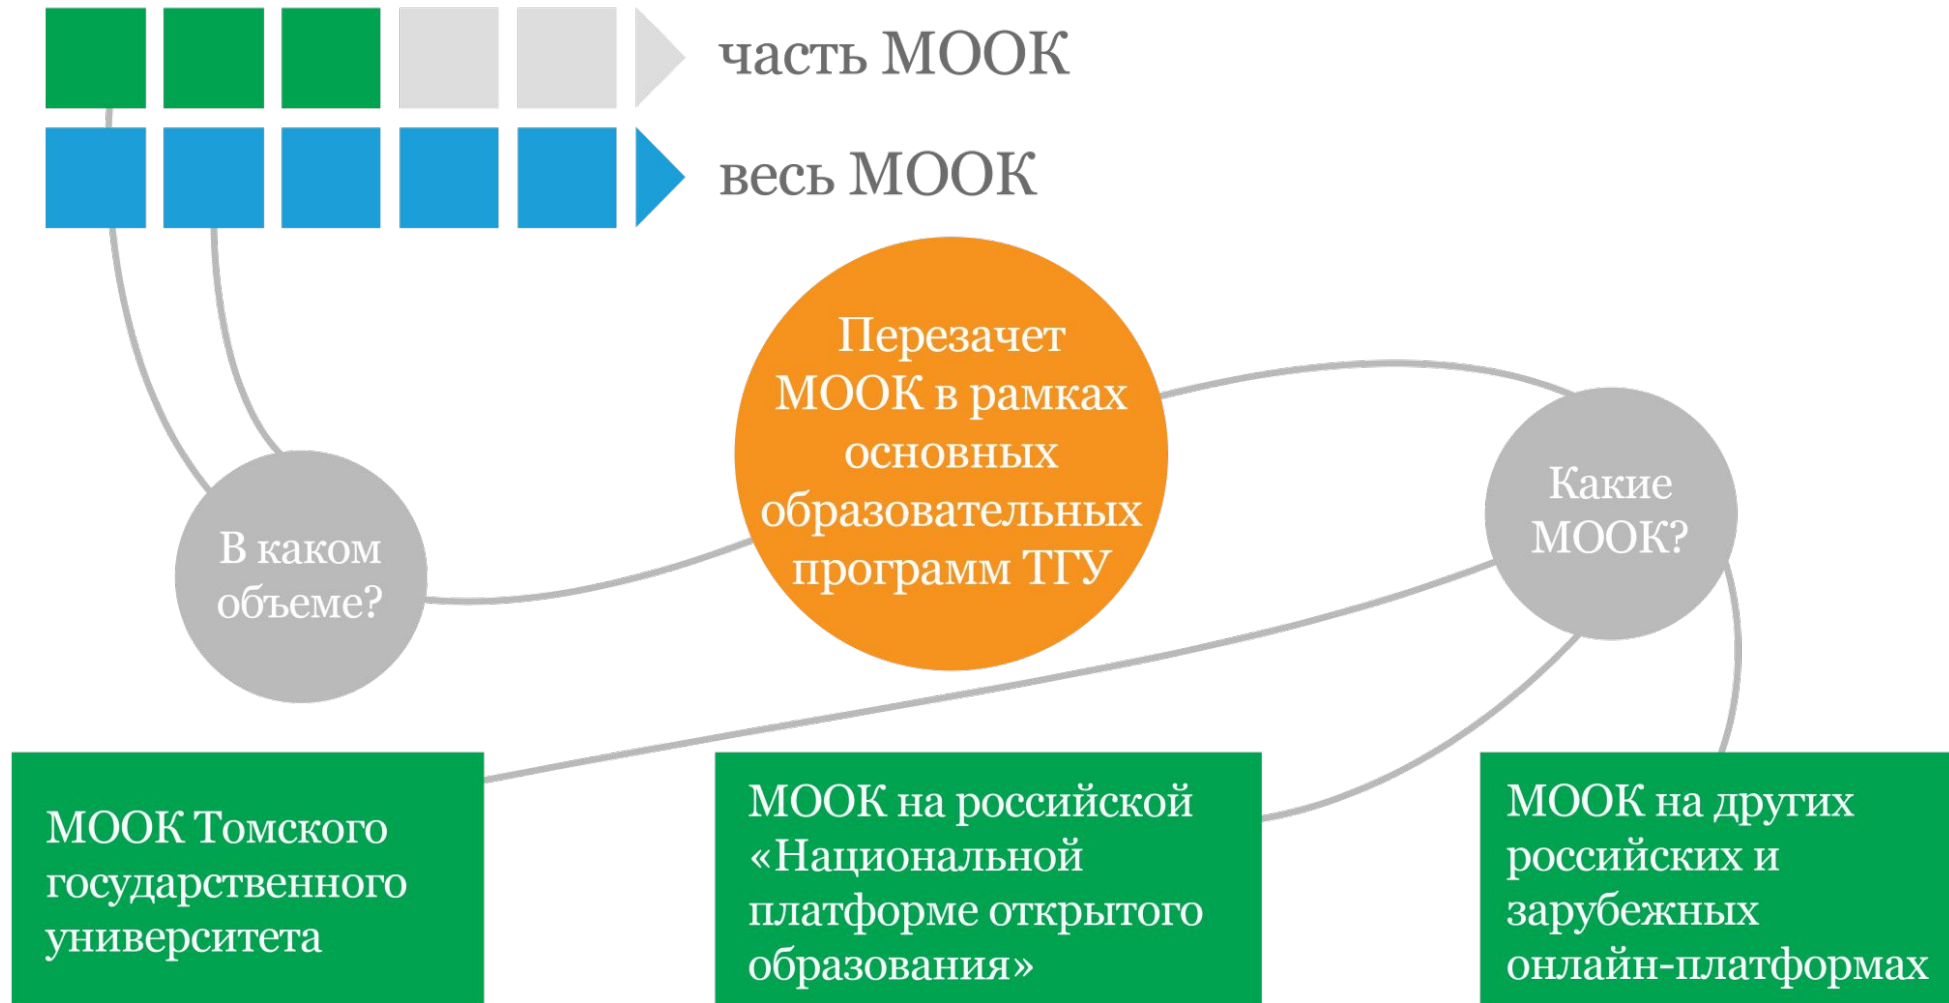 часть МООК
весь МООК
Перезачет
МООК в рамках
основных
образовательных
программ ТГУ
В каком
объеме?
Какие
МООК?
МООК Томского
государственного
университета
МООК на российской
«Национальной
платформе открытого
образования»
МООК на других
российских и
зарубежных
онлайн-платформах